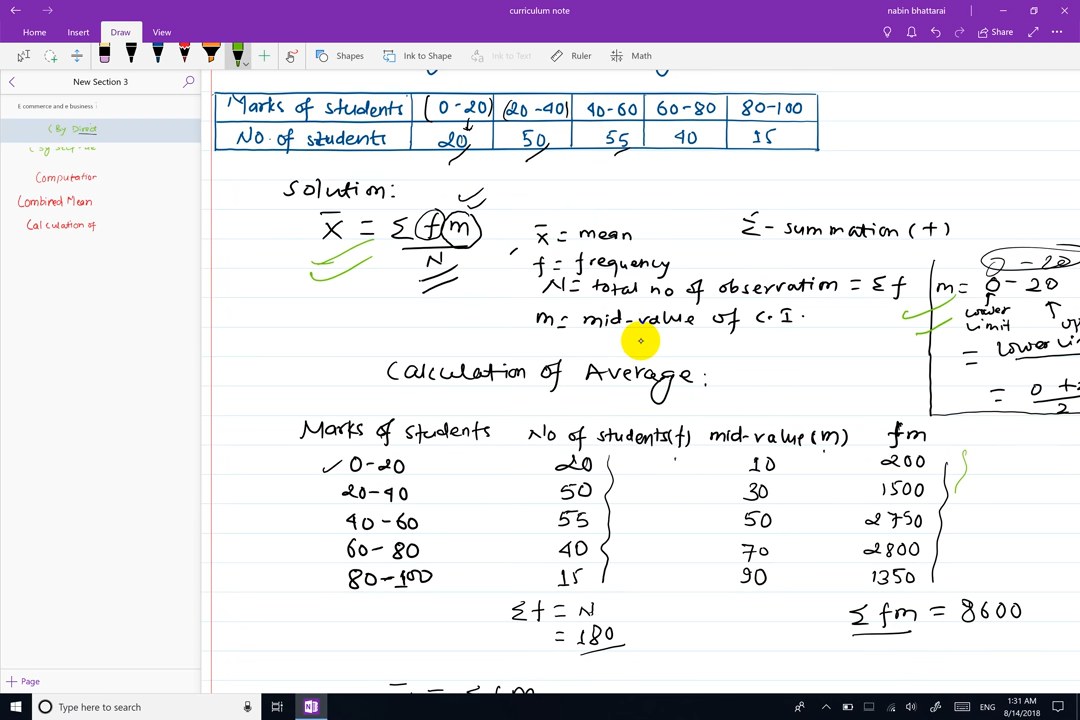 curriculum note
nabin bhattarai
Home Insert Draw View
Share
Shapes Ink to Shape Ink to Text Ruler Math
New Section 3
E commerce and e business
(By Direct
Computation
Combined Mean
Calculation of
Marks of students (0-20) (20-40) 40-60 60-80 80-100
No. of students 20 50 55 40 15
Solution:
X̄ = Σfm / N
X̄ = mean
f = frequency
N = total no of observation = Σf
m = mid-value of C.I.
Σ - summation (+)
0 - 20
m = 0 - 20
Lower Limit
= Lower
= 0 + / 2
Calculation of Average:
Marks of students No of students(f) mid-value(m) fm
0-20 20 10 200
20-40 50 30 1500
40-60 55 50 2750
60-80 40 70 2800
80-100 15 90 1350
Σf = N
= 180
Σfm = 8600
+ Page
Type here to search
ENG
1:31 AM
8/14/2018